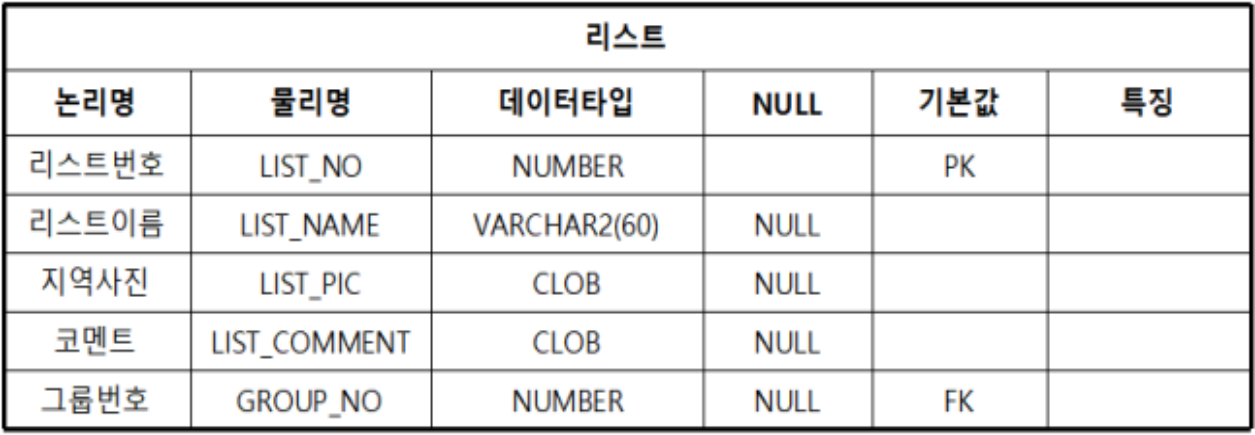 리스트
논리명 물리명 데이터타입 NULL 기본값 특징
리스트번호 LIST_NO NUMBER PK
리스트이름 LIST_NAME VARCHAR2(60) NULL
지역사진 LIST_PIC CLOB NULL
코멘트 LIST_COMMENT CLOB NULL
그룹번호 GROUP_NO NUMBER NULL FK